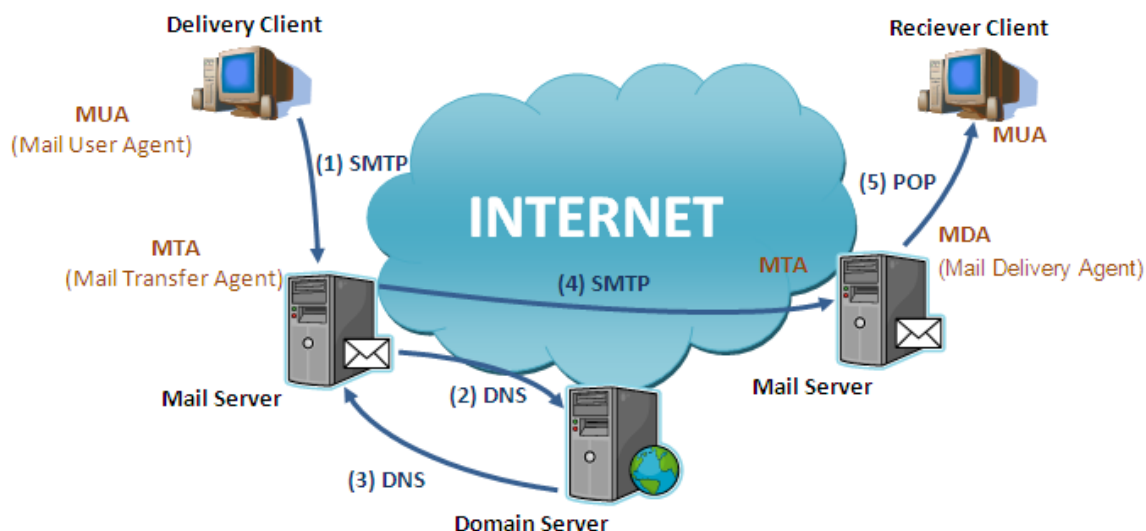 Delivery Client
Reciever Client
MUA
(Mail User Agent)
MUA
(1) SMTP
(5) POP
INTERNET
MTA
(Mail Transfer Agent)
MTA
MDA
(Mail Delivery Agent)
(4) SMTP
Mail Server
(2) DNS
Mail Server
(3) DNS
Domain Server